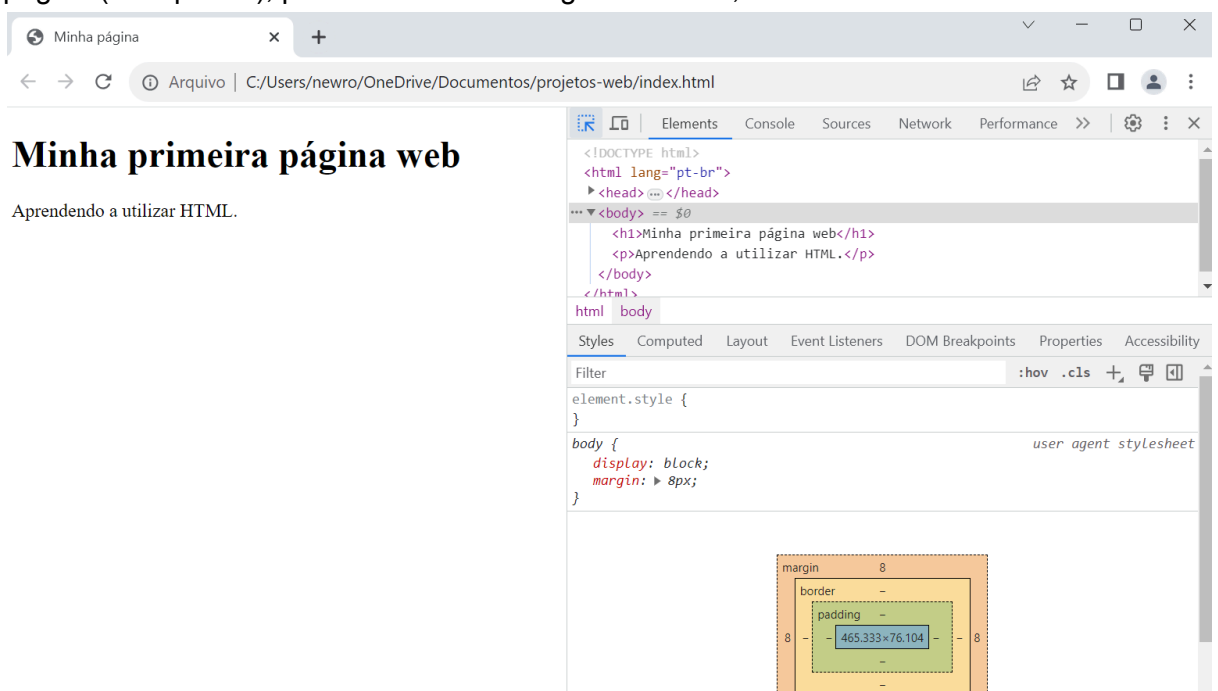 Minha página
Arquivo | C:/Users/newro/OneDrive/Documentos/projetos-web/index.html
Minha primeira página web
Aprendendo a utilizar HTML.
Elements Console Sources Network Performance
<!DOCTYPE html>
<html lang="pt-br">
<head> ... </head>
... <body> == $0
<h1>Minha primeira página web</h1>
<p>Aprendendo a utilizar HTML.</p>
</body>
</html>
html body
Styles Computed Layout Event Listeners DOM Breakpoints Properties Accessibility
Filter :hov .cls
element.style {
}
body { user agent stylesheet
display: block;
margin: 8px;
}
margin 8
border –
padding –
8 – – 465.333×76.104 – – 8
–
–